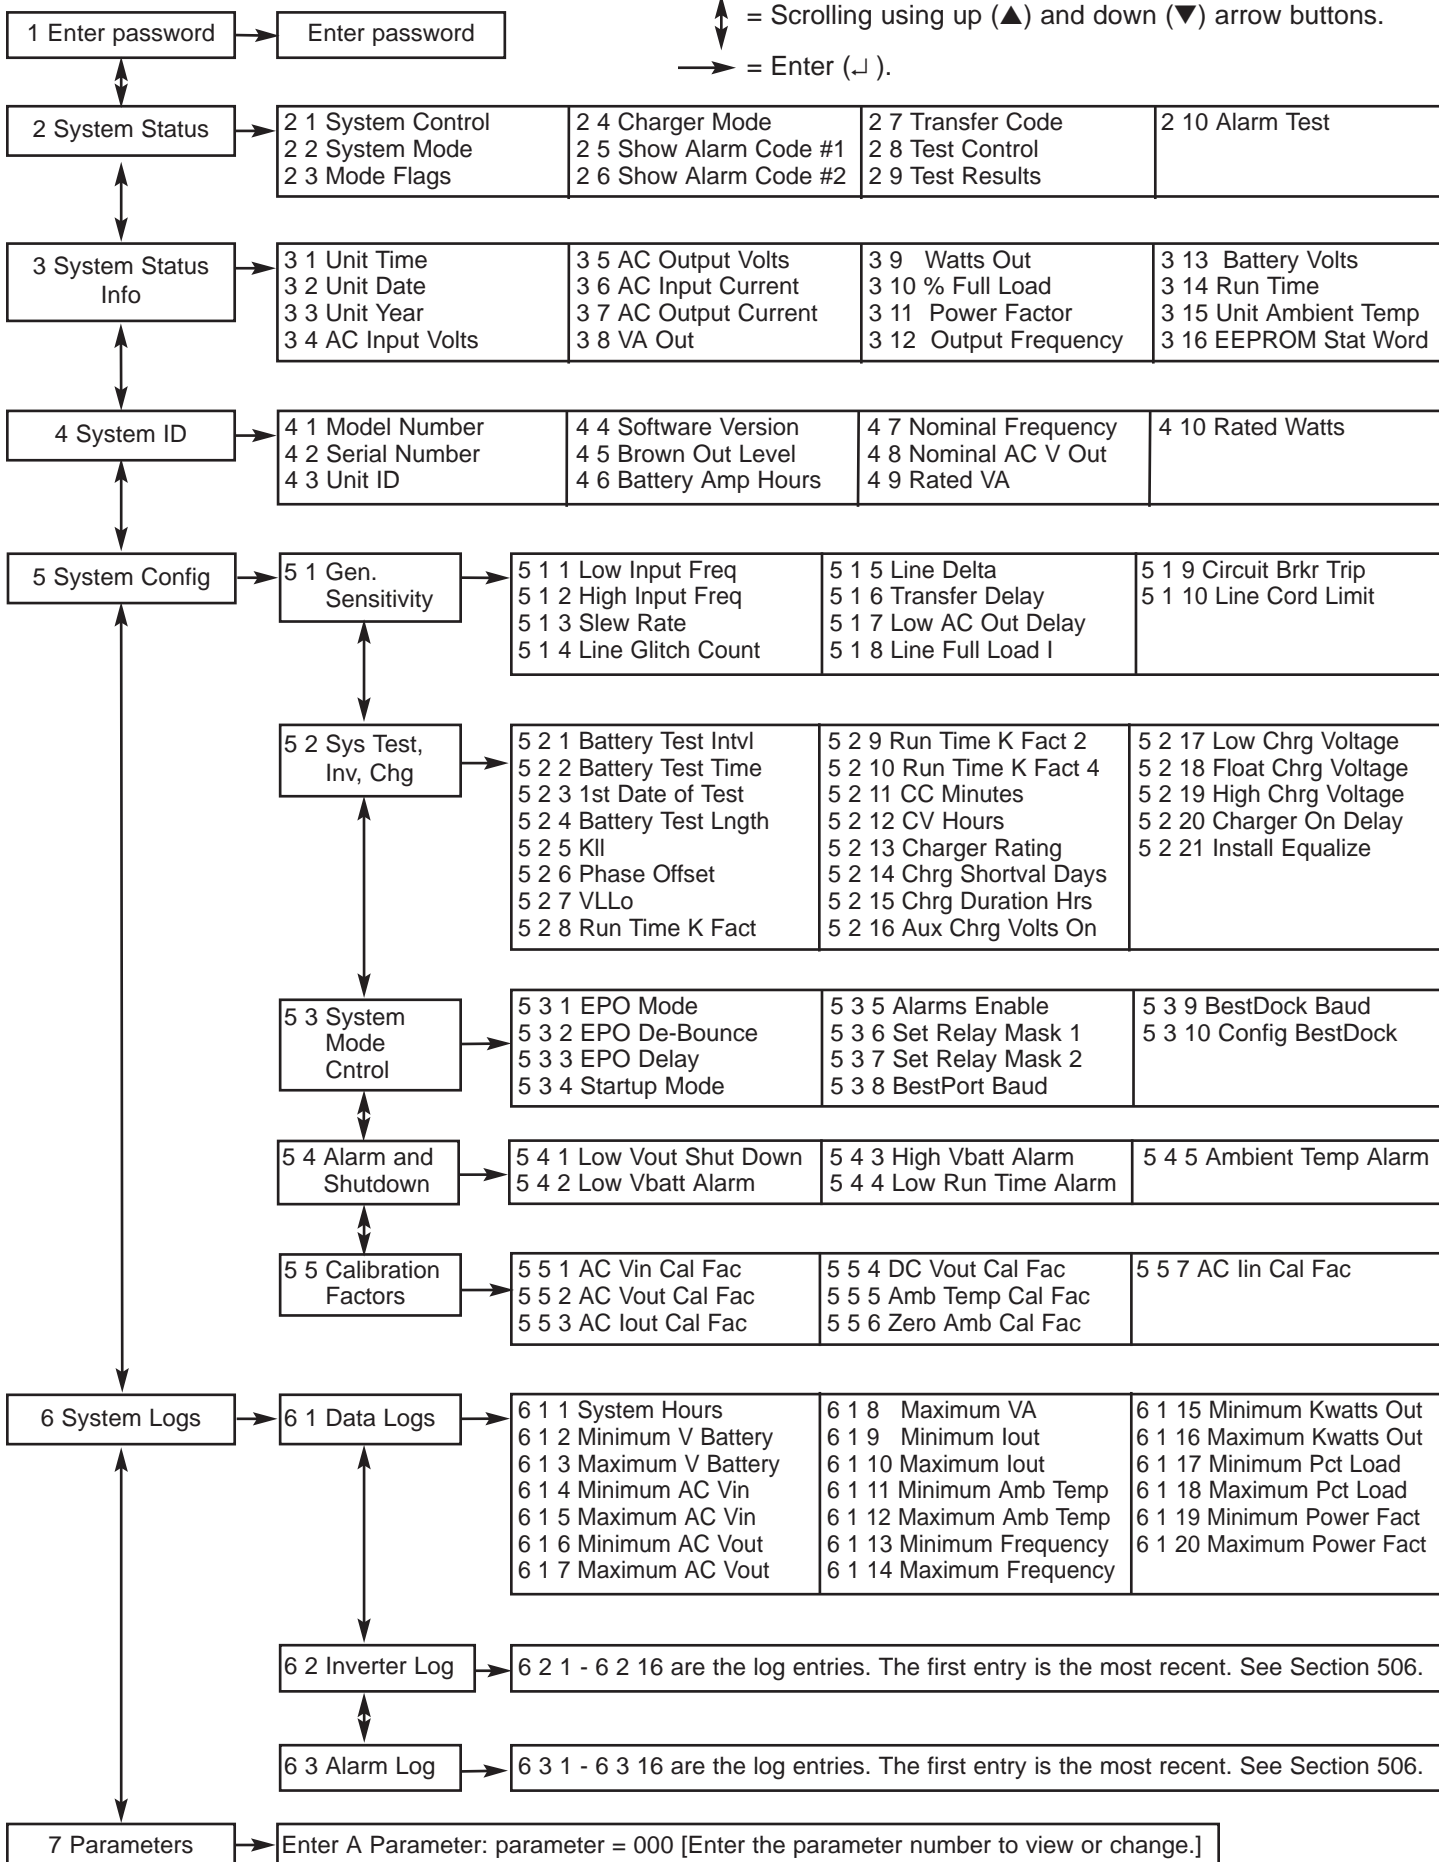 = Scrolling using up (▲) and down (▼) arrow buttons.
= Enter (↵ ).
1 Enter password
Enter password
2 System Status
2 1 System Control
2 2 System Mode
2 3 Mode Flags
2 4 Charger Mode
2 5 Show Alarm Code #1
2 6 Show Alarm Code #2
2 7 Transfer Code
2 8 Test Control
2 9 Test Results
2 10 Alarm Test
3 System Status
Info
3 1 Unit Time
3 2 Unit Date
3 3 Unit Year
3 4 AC Input Volts
3 5 AC Output Volts
3 6 AC Input Current
3 7 AC Output Current
3 8 VA Out
3 9 Watts Out
3 10 % Full Load
3 11 Power Factor
3 12 Output Frequency
3 13 Battery Volts
3 14 Run Time
3 15 Unit Ambient Temp
3 16 EEPROM Stat Word
4 System ID
4 1 Model Number
4 2 Serial Number
4 3 Unit ID
4 4 Software Version
4 5 Brown Out Level
4 6 Battery Amp Hours
4 7 Nominal Frequency
4 8 Nominal AC V Out
4 9 Rated VA
4 10 Rated Watts
5 System Config
5 1 Gen.
Sensitivity
5 1 1 Low Input Freq
5 1 2 High Input Freq
5 1 3 Slew Rate
5 1 4 Line Glitch Count
5 1 5 Line Delta
5 1 6 Transfer Delay
5 1 7 Low AC Out Delay
5 1 8 Line Full Load I
5 1 9 Circuit Brkr Trip
5 1 10 Line Cord Limit
5 2 Sys Test,
Inv, Chg
5 2 1 Battery Test Intvl
5 2 2 Battery Test Time
5 2 3 1st Date of Test
5 2 4 Battery Test Lngth
5 2 5 Kll
5 2 6 Phase Offset
5 2 7 VLLo
5 2 8 Run Time K Fact
5 2 9 Run Time K Fact 2
5 2 10 Run Time K Fact 4
5 2 11 CC Minutes
5 2 12 CV Hours
5 2 13 Charger Rating
5 2 14 Chrg Shortval Days
5 2 15 Chrg Duration Hrs
5 2 16 Aux Chrg Volts On
5 2 17 Low Chrg Voltage
5 2 18 Float Chrg Voltage
5 2 19 High Chrg Voltage
5 2 20 Charger On Delay
5 2 21 Install Equalize
5 3 System
Mode
Cntrol
5 3 1 EPO Mode
5 3 2 EPO De-Bounce
5 3 3 EPO Delay
5 3 4 Startup Mode
5 3 5 Alarms Enable
5 3 6 Set Relay Mask 1
5 3 7 Set Relay Mask 2
5 3 8 BestPort Baud
5 3 9 BestDock Baud
5 3 10 Config BestDock
5 4 Alarm and
Shutdown
5 4 1 Low Vout Shut Down
5 4 2 Low Vbatt Alarm
5 4 3 High Vbatt Alarm
5 4 4 Low Run Time Alarm
5 4 5 Ambient Temp Alarm
5 5 Calibration
Factors
5 5 1 AC Vin Cal Fac
5 5 2 AC Vout Cal Fac
5 5 3 AC Iout Cal Fac
5 5 4 DC Vout Cal Fac
5 5 5 Amb Temp Cal Fac
5 5 6 Zero Amb Cal Fac
5 5 7 AC Iin Cal Fac
6 System Logs
6 1 Data Logs
6 1 1 System Hours
6 1 2 Minimum V Battery
6 1 3 Maximum V Battery
6 1 4 Minimum AC Vin
6 1 5 Maximum AC Vin
6 1 6 Minimum AC Vout
6 1 7 Maximum AC Vout
6 1 8 Maximum VA
6 1 9 Minimum Iout
6 1 10 Maximum Iout
6 1 11 Minimum Amb Temp
6 1 12 Maximum Amb Temp
6 1 13 Minimum Frequency
6 1 14 Maximum Frequency
6 1 15 Minimum Kwatts Out
6 1 16 Maximum Kwatts Out
6 1 17 Minimum Pct Load
6 1 18 Maximum Pct Load
6 1 19 Minimum Power Fact
6 1 20 Maximum Power Fact
6 2 Inverter Log
6 2 1 - 6 2 16 are the log entries. The first entry is the most recent. See Section 506.
6 3 Alarm Log
6 3 1 - 6 3 16 are the log entries. The first entry is the most recent. See Section 506.
7 Parameters
Enter A Parameter: parameter = 000 [Enter the parameter number to view or change.]